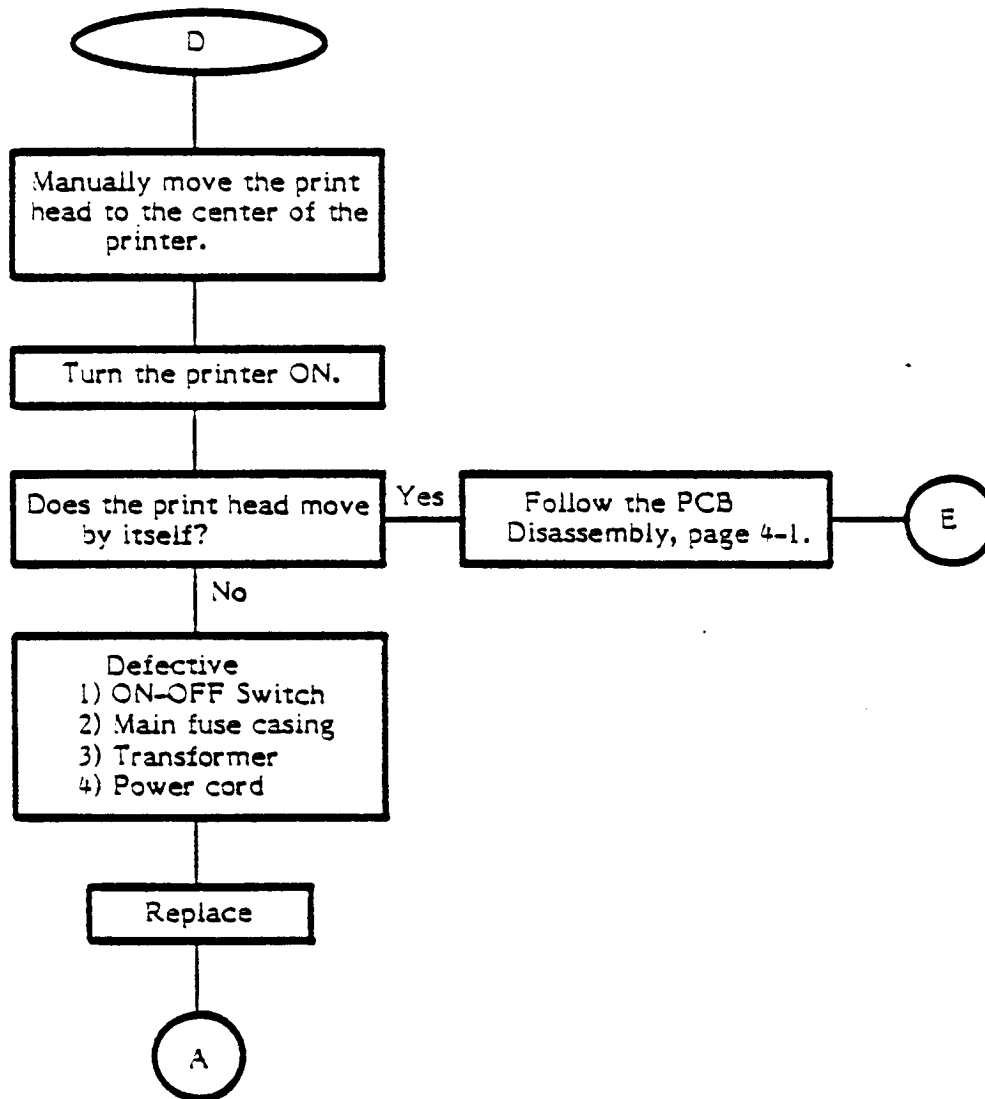 D
Manually move the print
head to the center of the
printer.
Turn the printer ON.
Does the print head move
by itself?
Yes
Follow the PCB
Disassembly, page 4-1.
E
No
Defective
1) ON-OFF Switch
2) Main fuse casing
3) Transformer
4) Power cord
Replace
A